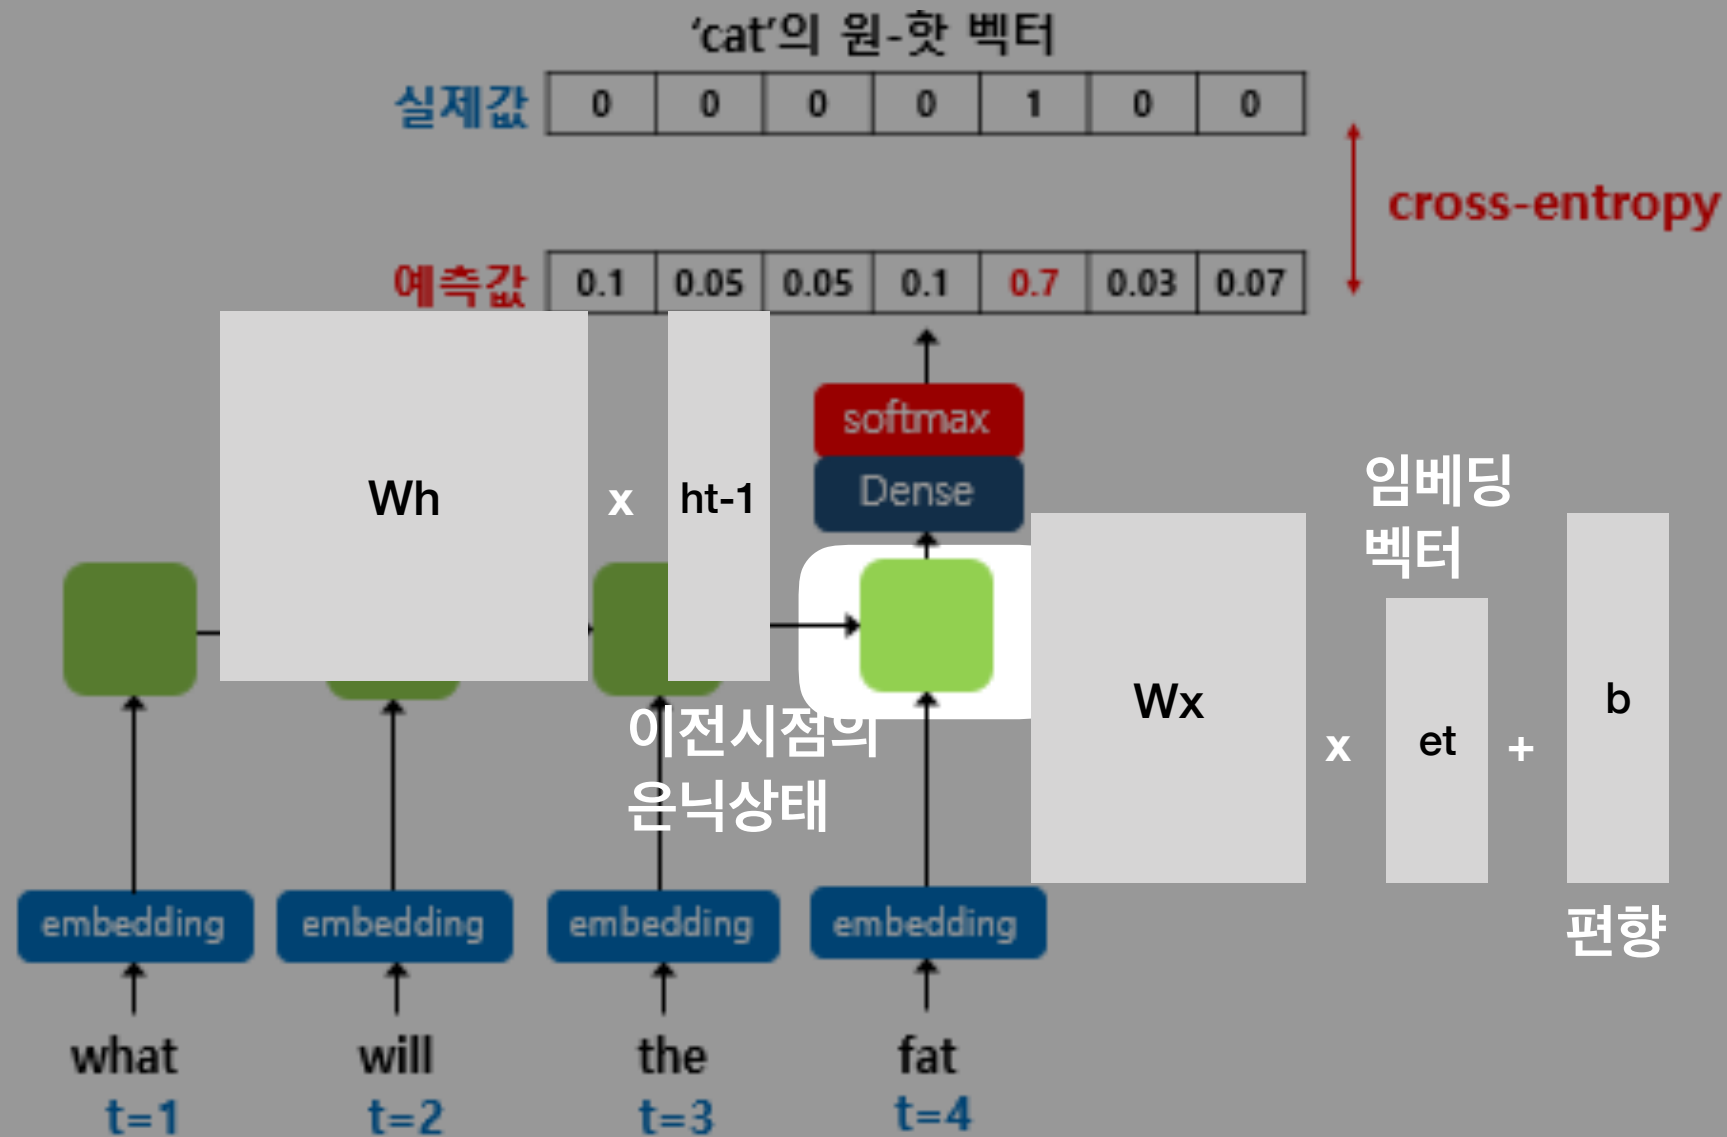 ‘cat’의 원-핫 벡터
실제값 0 0 0 0 1 0 0
cross-entropy
예측값 0.1 0.05 0.05 0.1 0.7 0.03 0.07
softmax
Dense
Wh x ht-1
임베딩
벡터
Wx x et + b
이전시점의
은닉상태
편향
embedding embedding embedding embedding
what will the fat
t=1 t=2 t=3 t=4